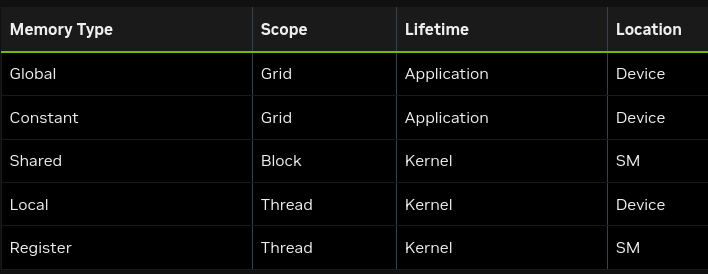 Memory Type Scope Lifetime Location
Global Grid Application Device
Constant Grid Application Device
Shared Block Kernel SM
Local Thread Kernel Device
Register Thread Kernel SM